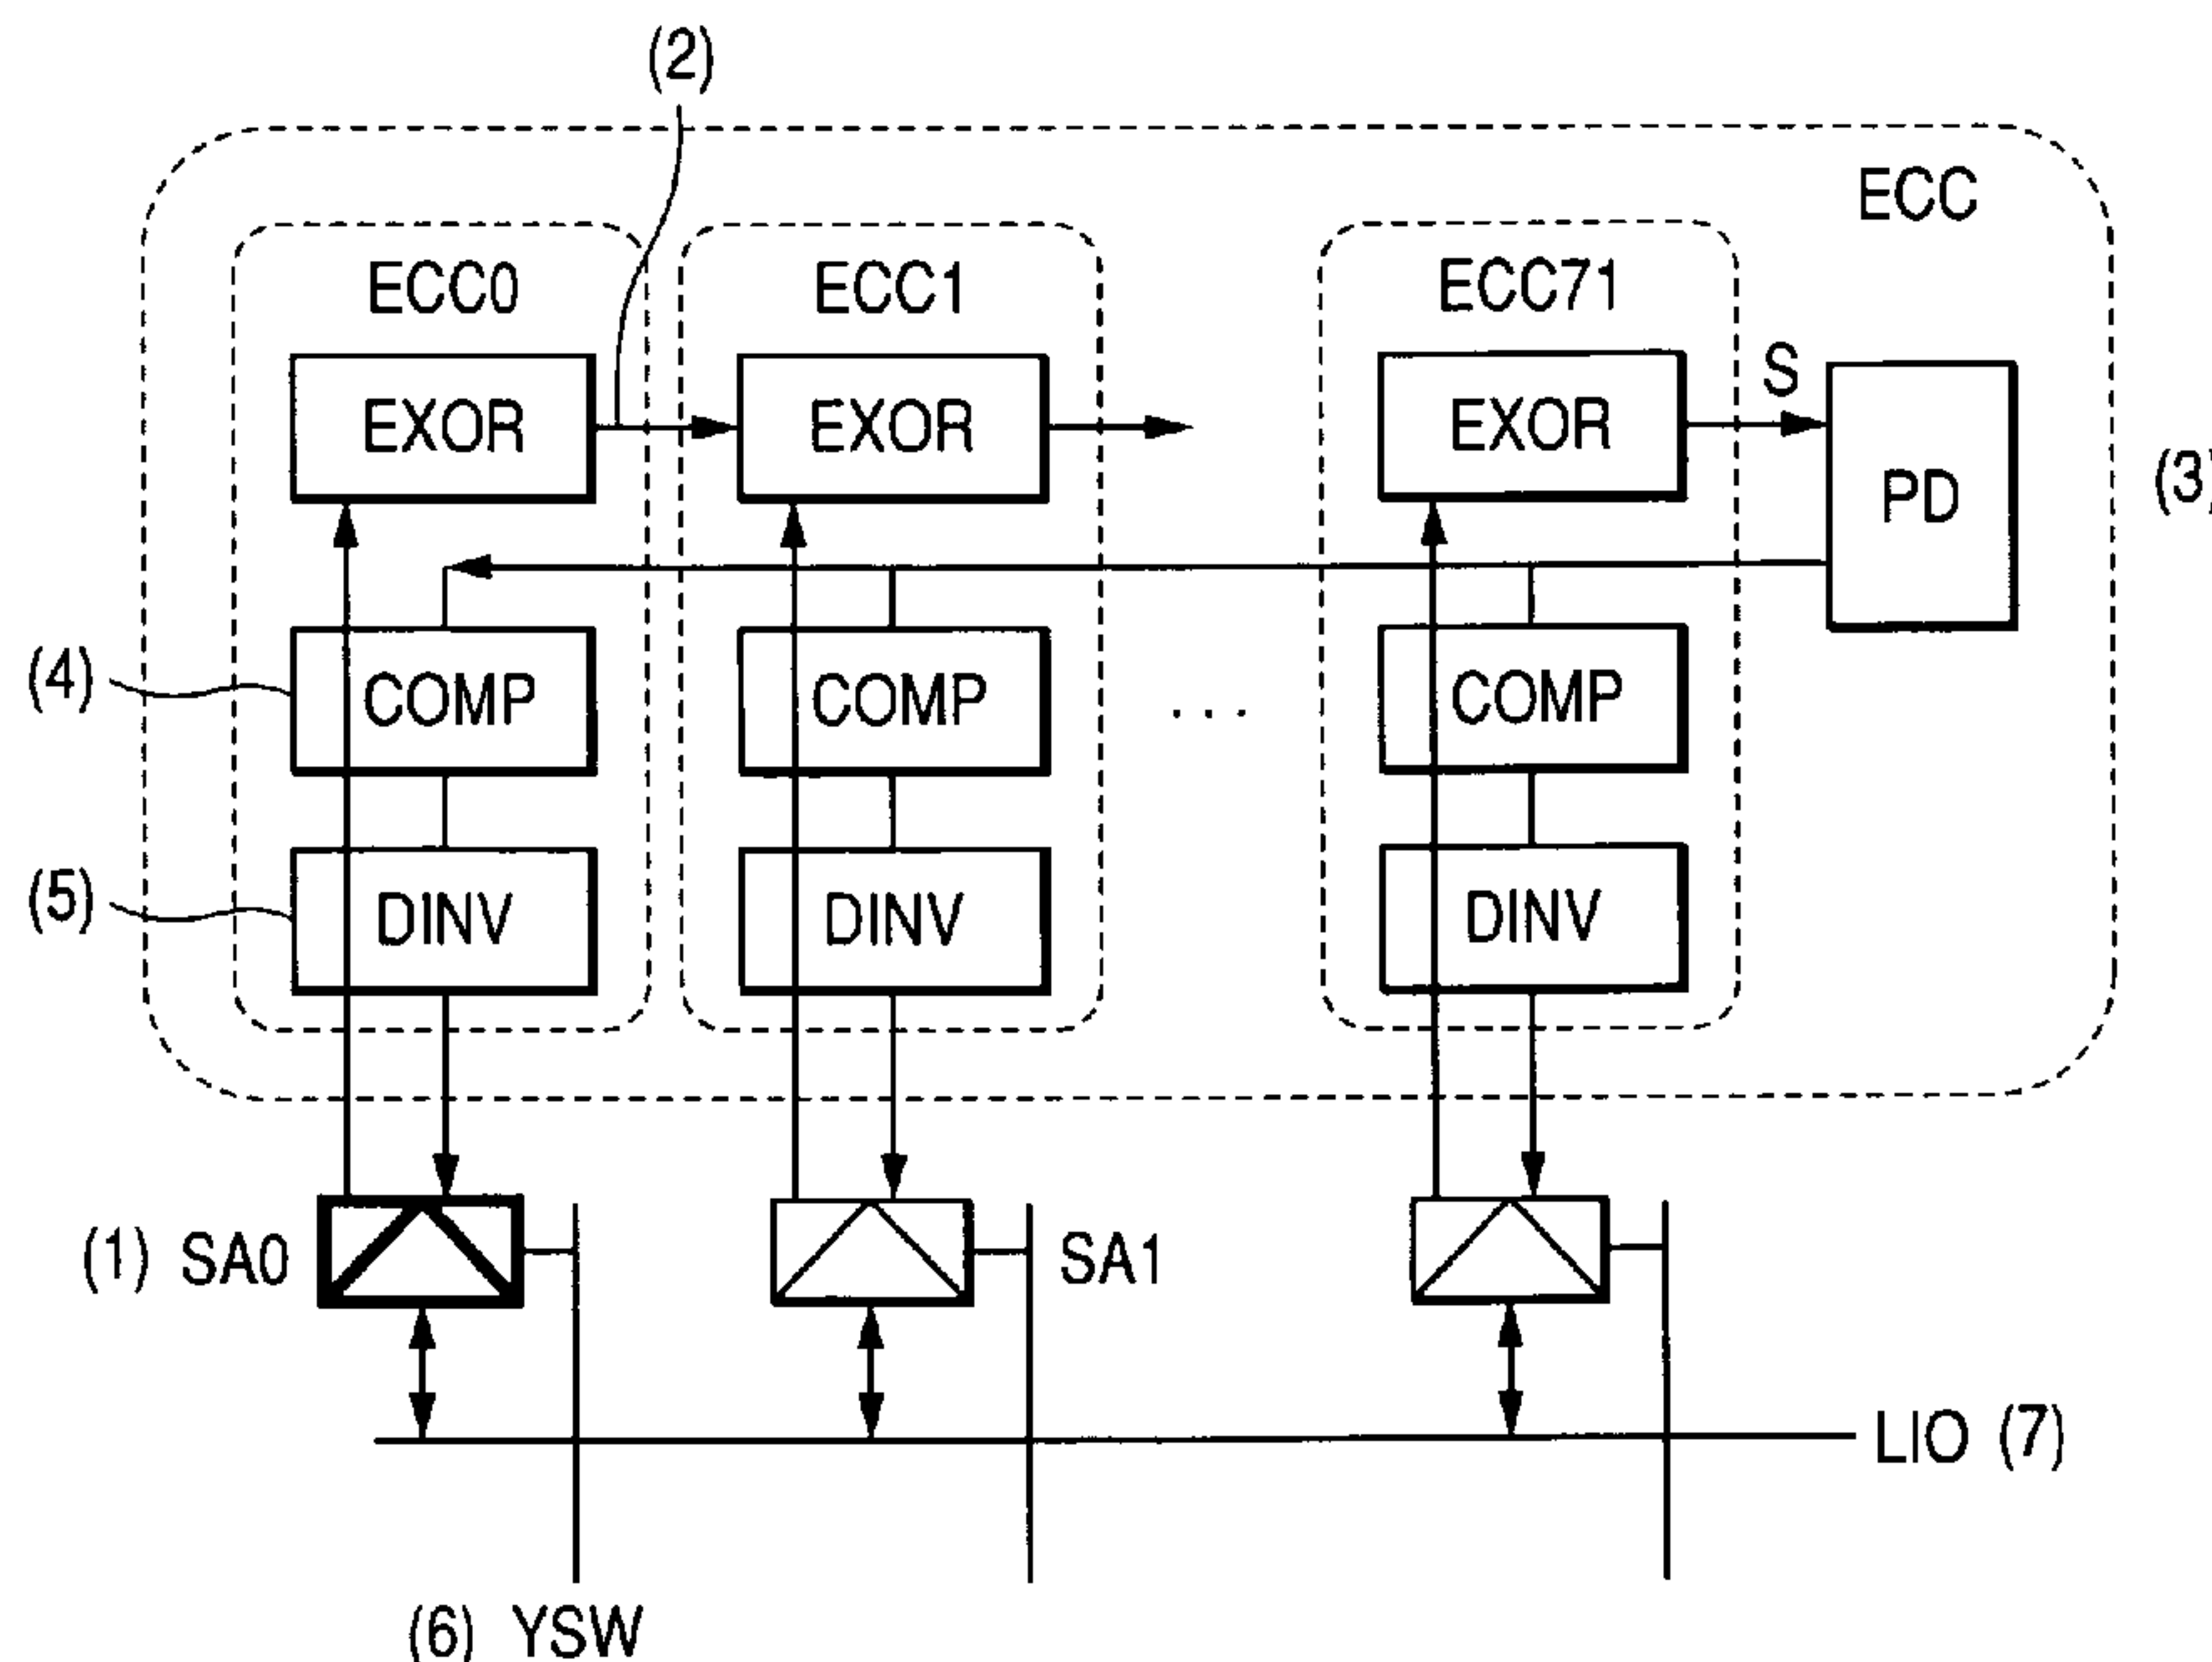 (2)
ECC
ECC0
ECC1
ECC71
EXOR
EXOR
EXOR
S
PD
(3)
(4)
COMP
COMP
. . .
COMP
(5)
DINV
DINV
DINV
(1) SA0
SA1
LIO (7)
(6) YSW